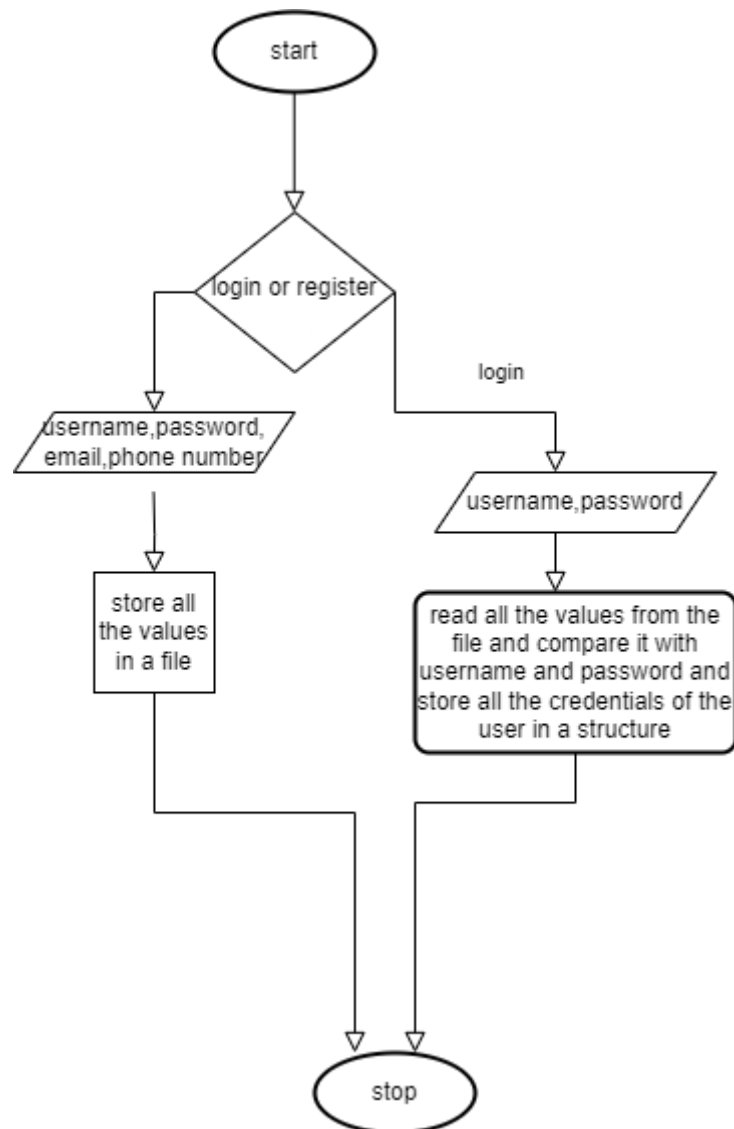 start
login or register
login
username,password,
email,phone number
username,password
store all
the values
in a file
read all the values from the
file and compare it with
username and password and
store all the credentials of the
user in a structure
stop